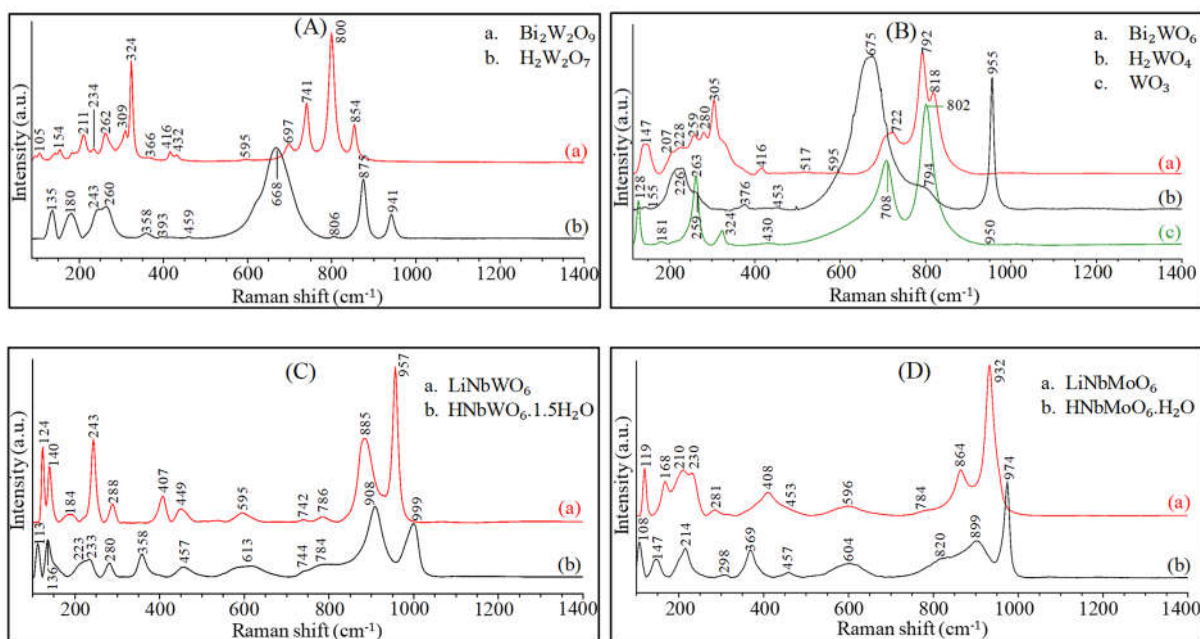 (A)
a. Bi₂W₂O₉
b. H₂W₂O₇
Intensity (a.u.)
105 154 211 234 262 309 324 366 416 432 595 697 741 800 854
(a)
135 180 243 260 358 393 459 668 806 875 941
(b)
200 400 600 800 1000 1200 1400
Raman shift (cm⁻¹)
(B)
a. Bi₂WO₆
b. H₂WO₄
c. WO₃
Intensity (a.u.)
147 207 228 259 280 305 416 517 595 722 792 818
(a)
155 226 263 376 453 675 794 955
(b)
128 181 259 324 430 708 802 950
(c)
200 400 600 800 1000 1200 1400
Raman shift (cm⁻¹)
(C)
a. LiNbWO₆
b. HNbWO₆.1.5H₂O
Intensity (a.u.)
124 140 184 243 288 407 449 595 742 786 885 957
(a)
113 136 223 233 280 358 457 613 744 784 908 999
(b)
200 400 600 800 1000 1200 1400
Raman shift (cm⁻¹)
(D)
a. LiNbMoO₆
b. HNbMoO₆.H₂O
Intensity (a.u.)
119 168 210 230 281 408 453 596 784 864 932
(a)
108 147 214 298 369 457 604 820 899 974
(b)
200 400 600 800 1000 1200 1400
Raman shift (cm⁻¹)